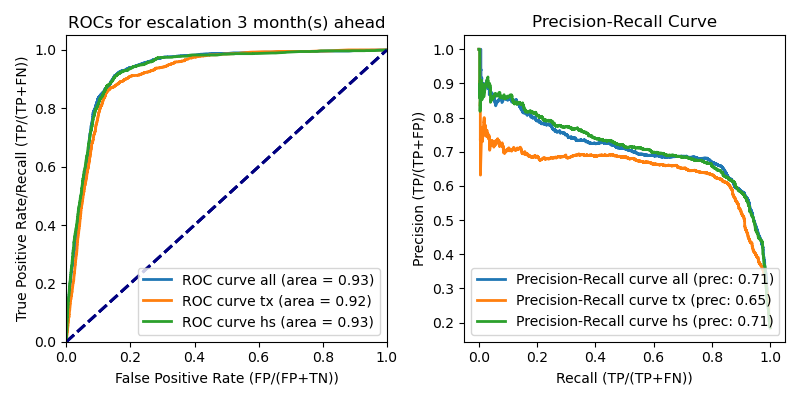 ROCs for escalation 3 month(s) ahead
True Positive Rate/Recall (TP/(TP+FN))
1.0
0.8
0.6
0.4
0.2
0.0
ROC curve all (area = 0.93)
ROC curve tx (area = 0.92)
ROC curve hs (area = 0.93)
0.0 0.2 0.4 0.6 0.8 1.0
False Positive Rate (FP/(FP+TN))
Precision-Recall Curve
Precision (TP/(TP+FP))
1.0
0.9
0.8
0.7
0.6
0.5
0.4
0.3
0.2
Precision-Recall curve all (prec: 0.71)
Precision-Recall curve tx (prec: 0.65)
Precision-Recall curve hs (prec: 0.71)
0.0 0.2 0.4 0.6 0.8 1.0
Recall (TP/(TP+FN))